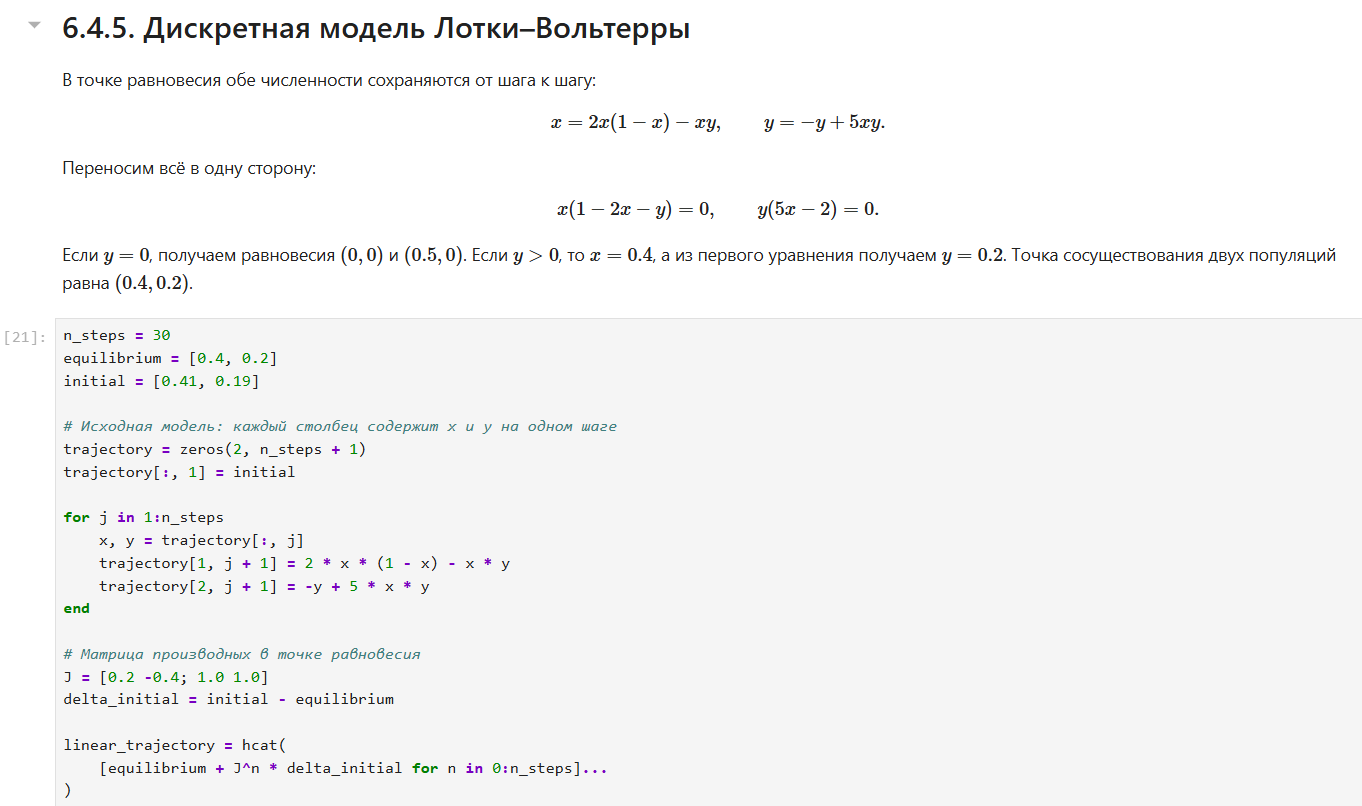 6.4.5. Дискретная модель Лотки–Вольтерры
В точке равновесия обе численности сохраняются от шага к шагу:
x = 2x(1 − x) − xy, y = −y + 5xy.
Переносим всё в одну сторону:
x(1 − 2x − y) = 0, y(5x − 2) = 0.
Если y = 0, получаем равновесия (0, 0) и (0.5, 0). Если y > 0, то x = 0.4, а из первого уравнения получаем y = 0.2. Точка сосуществования двух популяций
равна (0.4, 0.2).
[21]:
n_steps = 30
equilibrium = [0.4, 0.2]
initial = [0.41, 0.19]
# Исходная модель: каждый столбец содержит x и y на одном шаге
trajectory = zeros(2, n_steps + 1)
trajectory[:, 1] = initial
for j in 1:n_steps
    x, y = trajectory[:, j]
    trajectory[1, j + 1] = 2 * x * (1 - x) - x * y
    trajectory[2, j + 1] = -y + 5 * x * y
end
# Матрица производных в точке равновесия
J = [0.2 -0.4; 1.0 1.0]
delta_initial = initial - equilibrium
linear_trajectory = hcat(
    [equilibrium + J^n * delta_initial for n in 0:n_steps]...
)